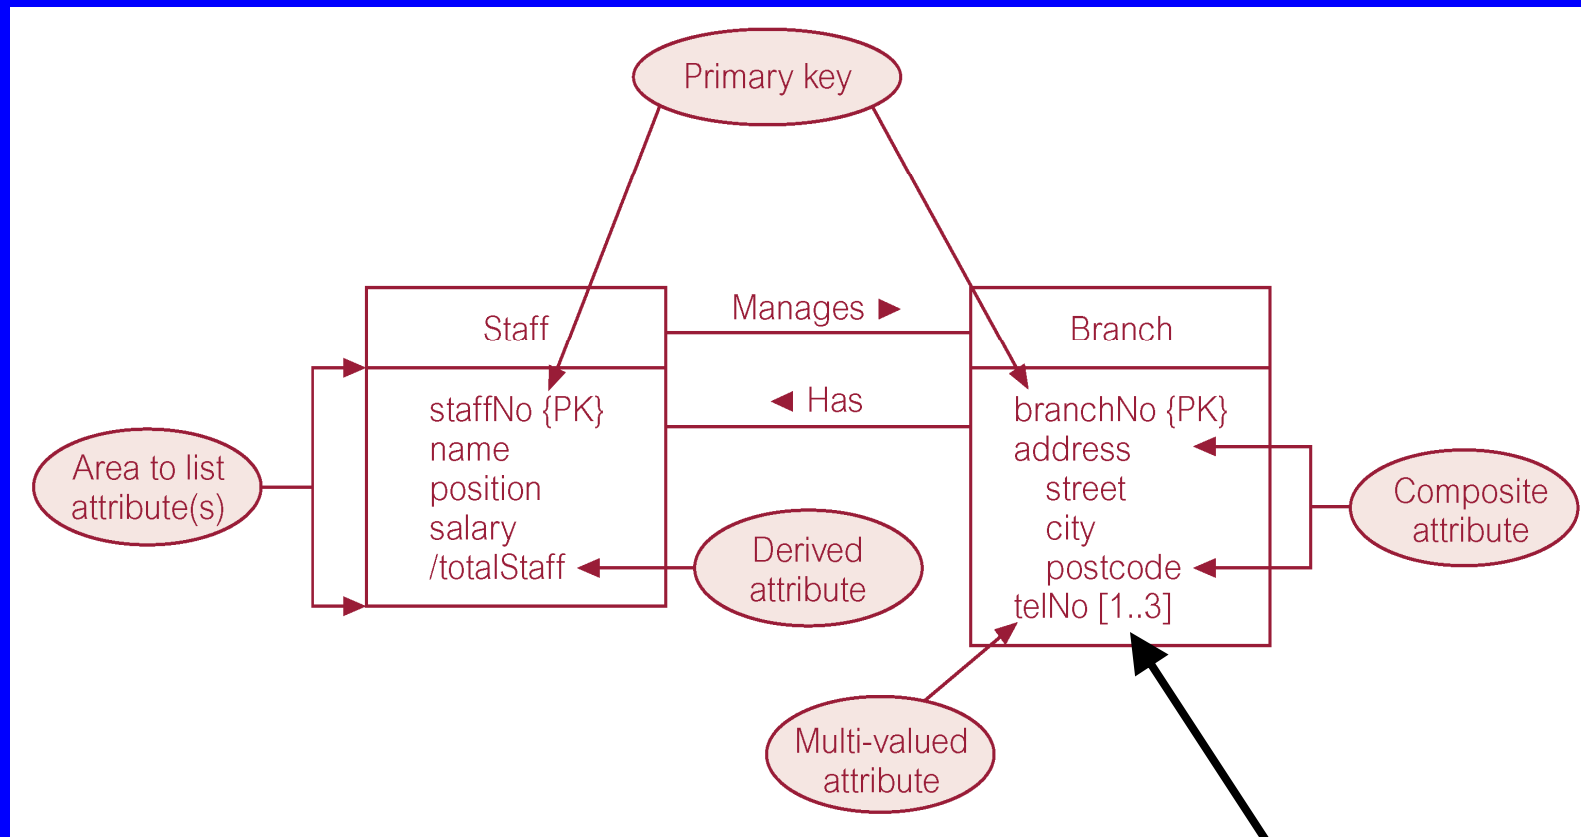 Primary key
Manages ►
Staff
Branch
◄ Has
staffNo {PK}
name
position
salary
/totalStaff
branchNo {PK}
address
street
city
postcode
telNo [1..3]
Area to list
attribute(s)
Derived
attribute
Composite
attribute
Multi-valued
attribute